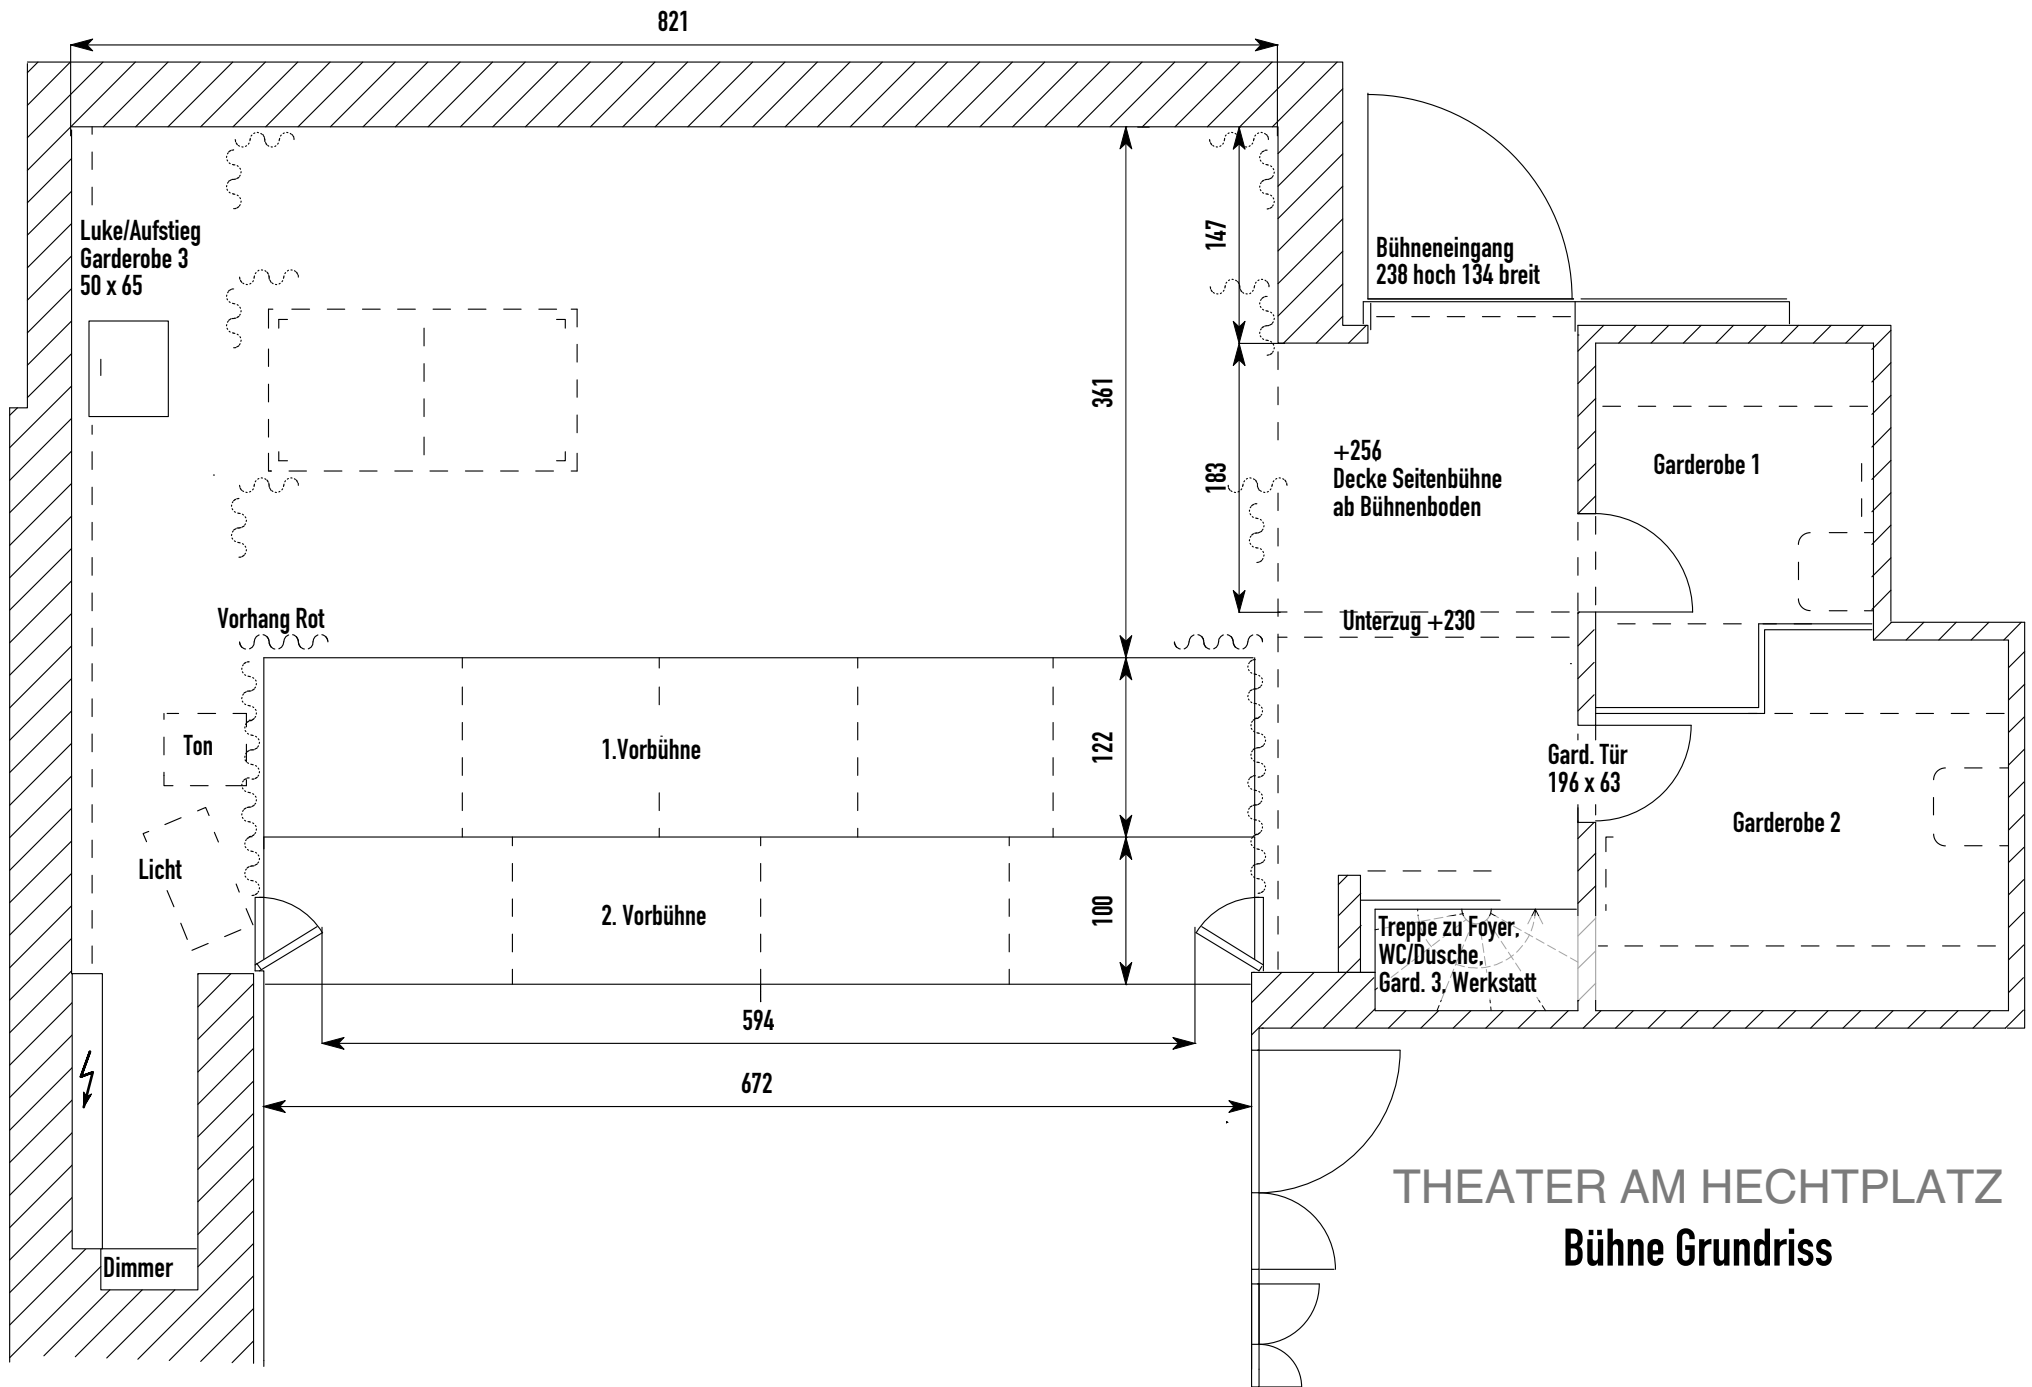 821
Luke/Aufstieg
Garderobe 3
50 x 65
147
Bühneneingang
238 hoch 134 breit
361
183
+256
Decke Seitenbühne
ab Bühnenboden
Garderobe 1
Vorhang Rot
Unterzug +230
Ton
1.Vorbühne
122
Gard. Tür
196 x 63
Garderobe 2
Licht
2. Vorbühne
100
Treppe zu Foyer,
WC/Dusche,
Gard. 3, Werkstatt
594
672
Dimmer
THEATER AM HECHTPLATZ
Bühne Grundriss